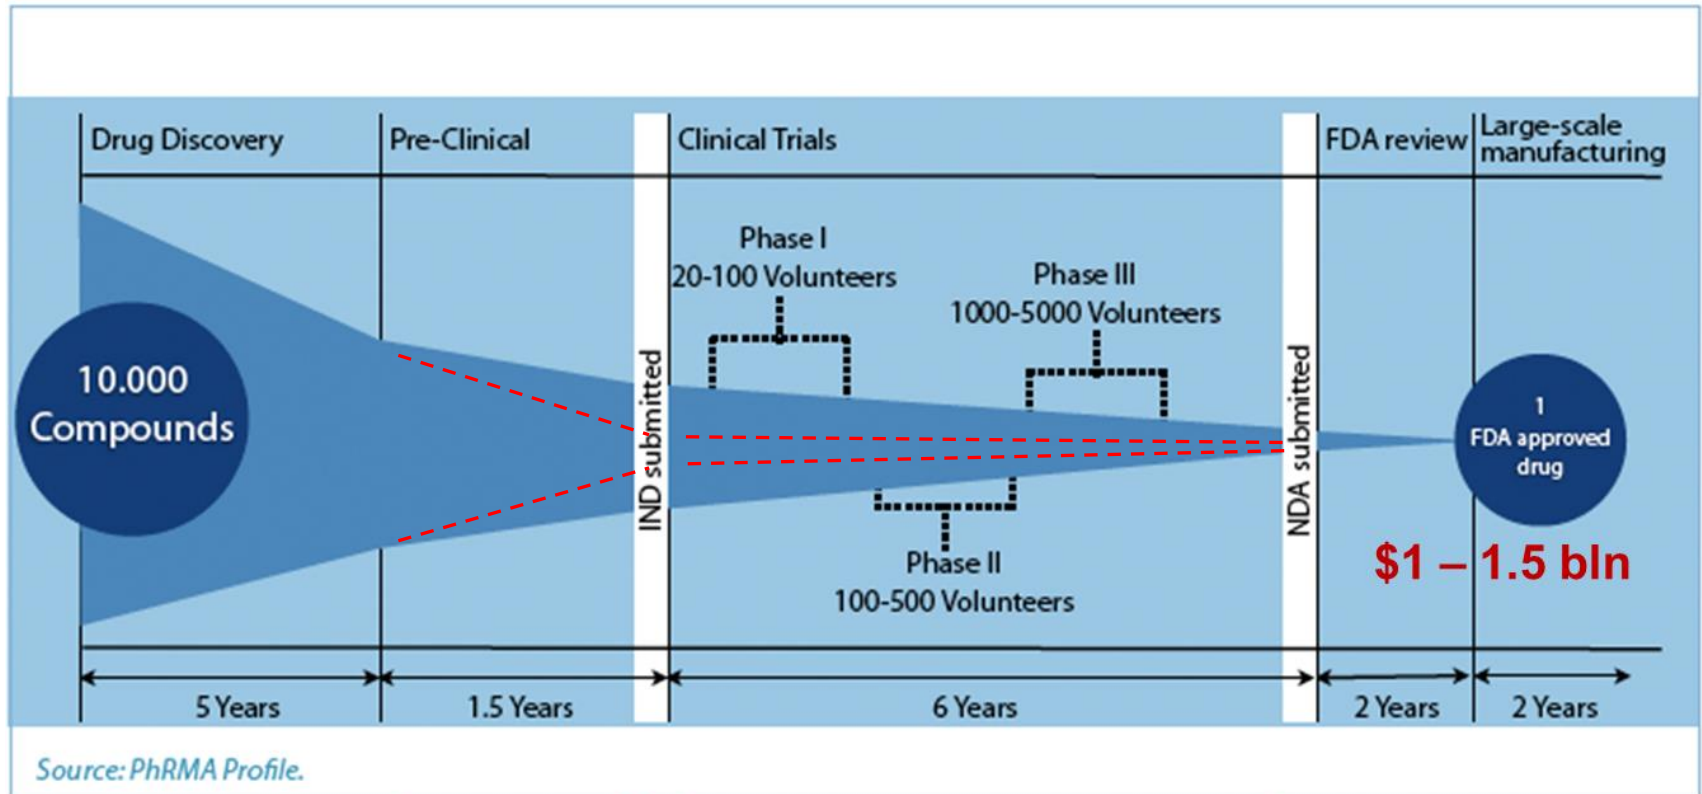 Drug Discovery
Pre-Clinical
Clinical Trials
FDA review
Large-scale
manufacturing
Phase I
20-100 Volunteers
Phase III
1000-5000 Volunteers
10.000
Compounds
IND submitted
NDA submitted
1
FDA approved
drug
Phase II
100-500 Volunteers
$1 – 1.5 bln
5 Years
1.5 Years
6 Years
2 Years
2 Years
Source: PhRMA Profile.